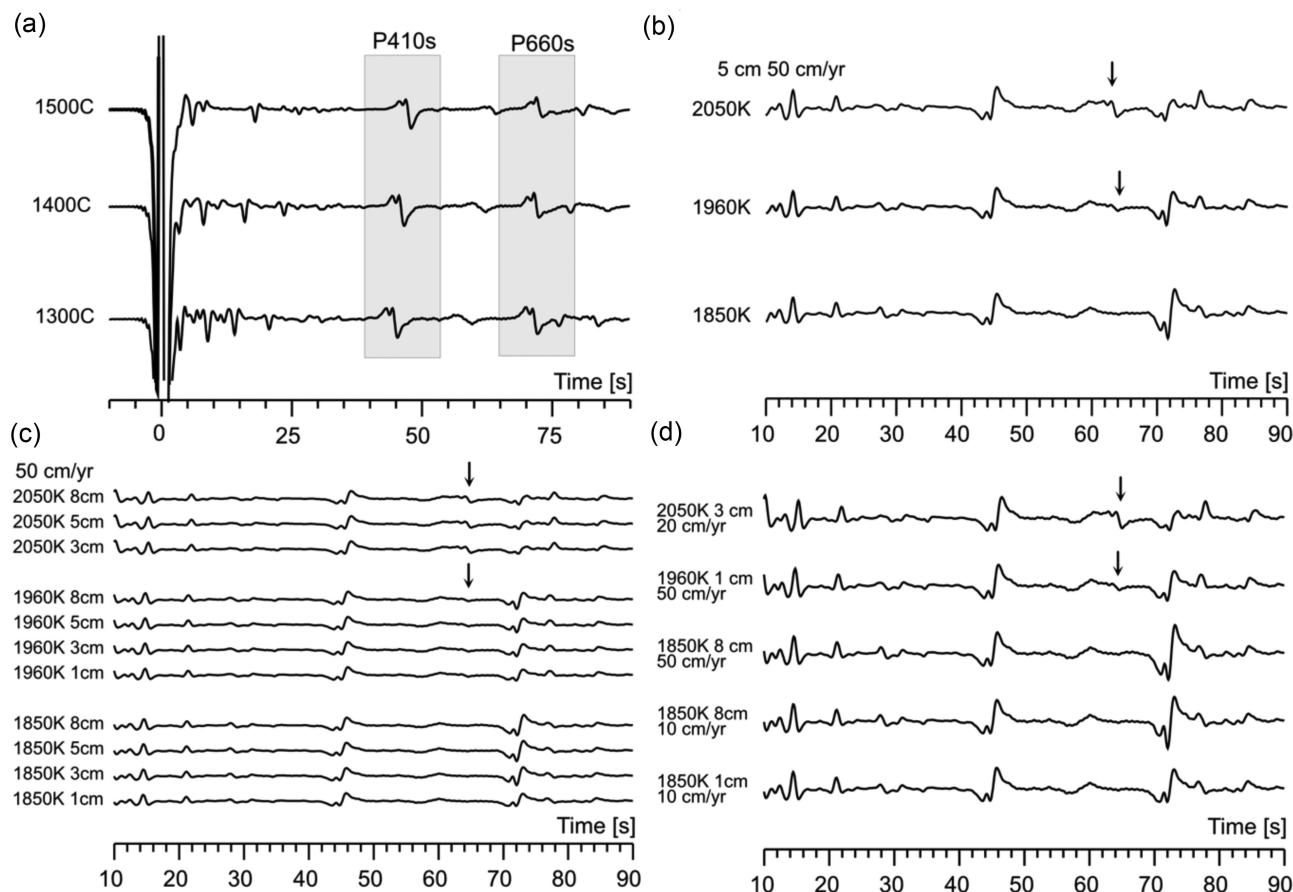 (a)
P410s P660s
1500C
1400C
1300C
Time [s]
0 25 50 75
(b)
5 cm 50 cm/yr
2050K
1960K
1850K
Time [s]
10 20 30 40 50 60 70 80 90
(c)
50 cm/yr
2050K 8cm
2050K 5cm
2050K 3cm
1960K 8cm
1960K 5cm
1960K 3cm
1960K 1cm
1850K 8cm
1850K 5cm
1850K 3cm
1850K 1cm
Time [s]
10 20 30 40 50 60 70 80 90
(d)
2050K 3 cm
20 cm/yr
1960K 1 cm
50 cm/yr
1850K 8 cm
50 cm/yr
1850K 8cm
10 cm/yr
1850K 1cm
10 cm/yr
Time [s]
10 20 30 40 50 60 70 80 90